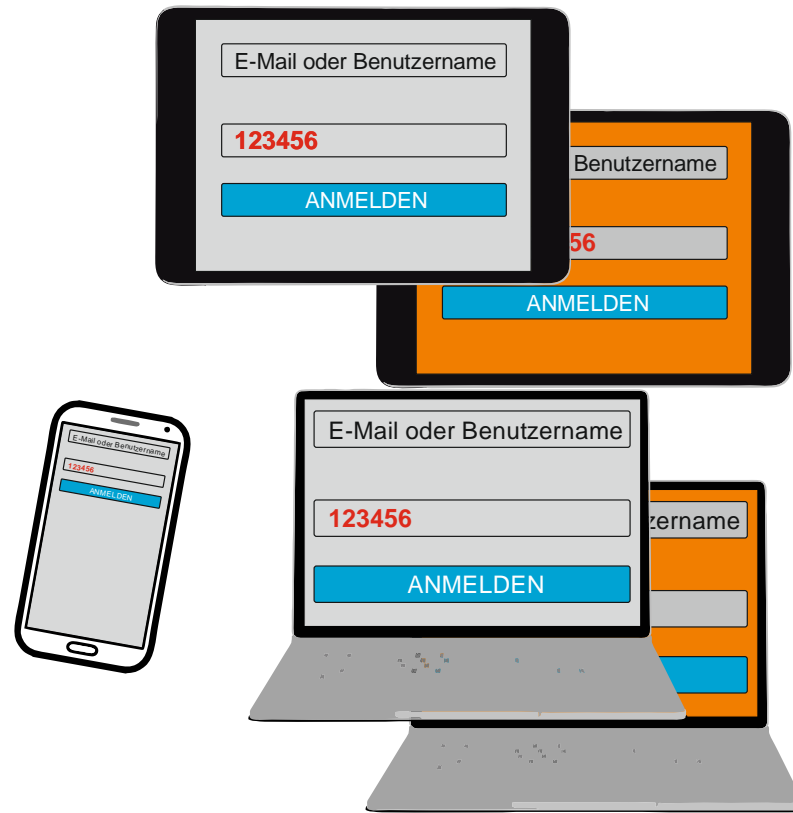 E-Mail oder Benutzername
123456
ANMELDEN
Benutzername
56
ANMELDEN
E-Mail oder Benutzername
123456
ANMELDEN
E-Mail oder Benutzername
123456
ANMELDEN
zername